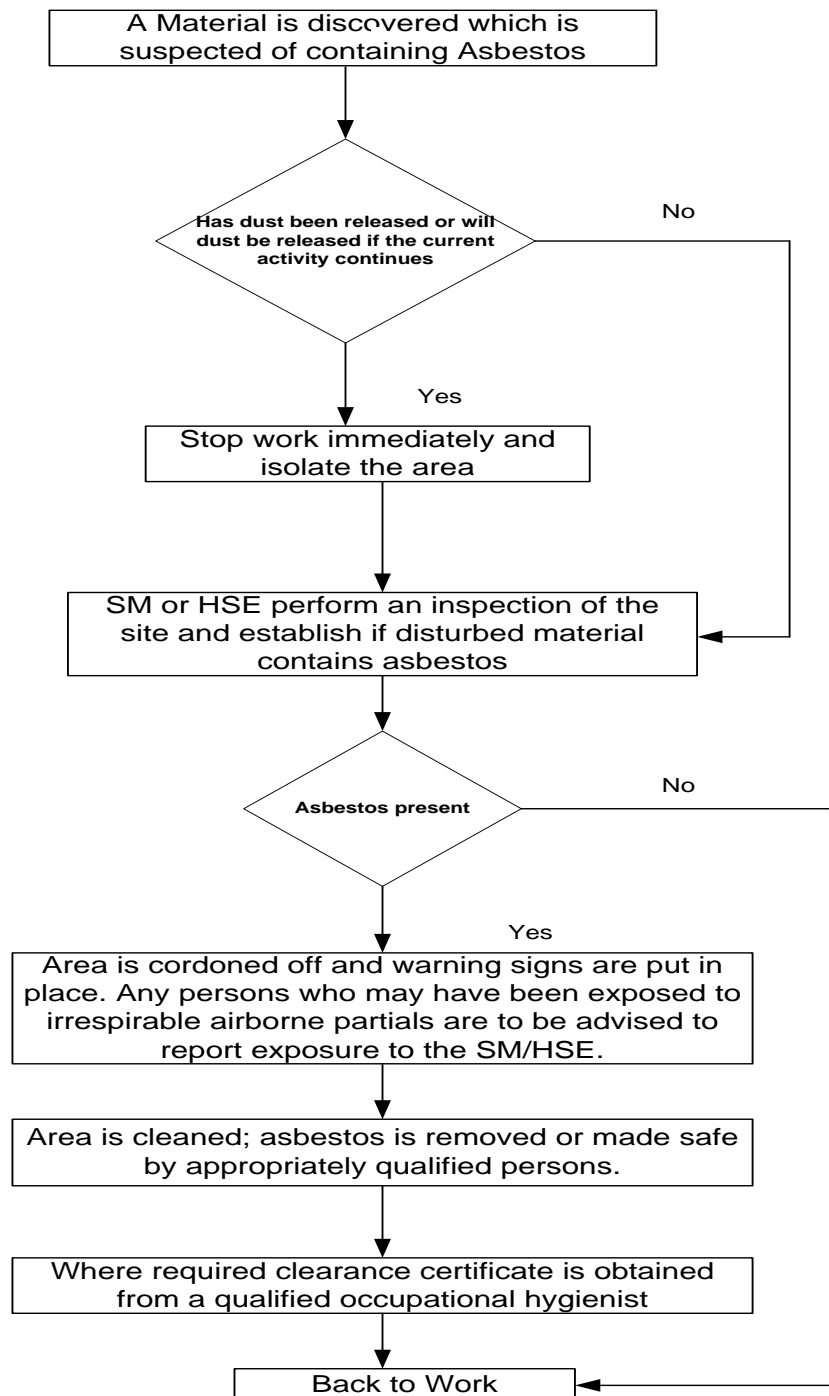 A Material is discovered which is
suspected of containing Asbestos
Has dust been released or will
dust be released if the current
activity continues
No
Yes
Stop work immediately and
isolate the area
SM or HSE perform an inspection of the
site and establish if disturbed material
contains asbestos
Asbestos present
No
Yes
Area is cordoned off and warning signs are put in
place. Any persons who may have been exposed to
irrespirable airborne partials are to be advised to
report exposure to the SM/HSE.
Area is cleaned; asbestos is removed or made safe
by appropriately qualified persons.
Where required clearance certificate is obtained
from a qualified occupational hygienist
Back to Work